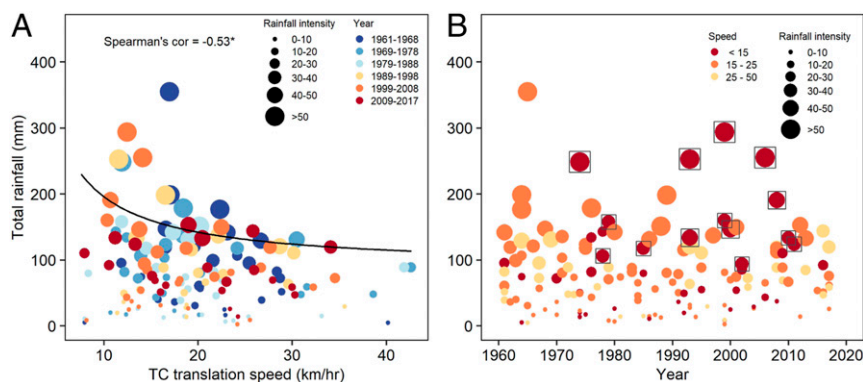 A
Spearman's cor = -0.53*
Rainfall intensity
0-10
10-20
20-30
30-40
40-50
>50
Year
1961-1968
1969-1978
1979-1988
1989-1998
1999-2008
2009-2017
Total rainfall (mm)
400
300
200
100
0
10 20 30 40
TC translation speed (km/hr)
B
Speed
< 15
15 - 25
25 - 50
Rainfall intensity
0-10
10-20
20-30
30-40
40-50
>50
400
300
200
100
0
1960 1970 1980 1990 2000 2010 2020
Year